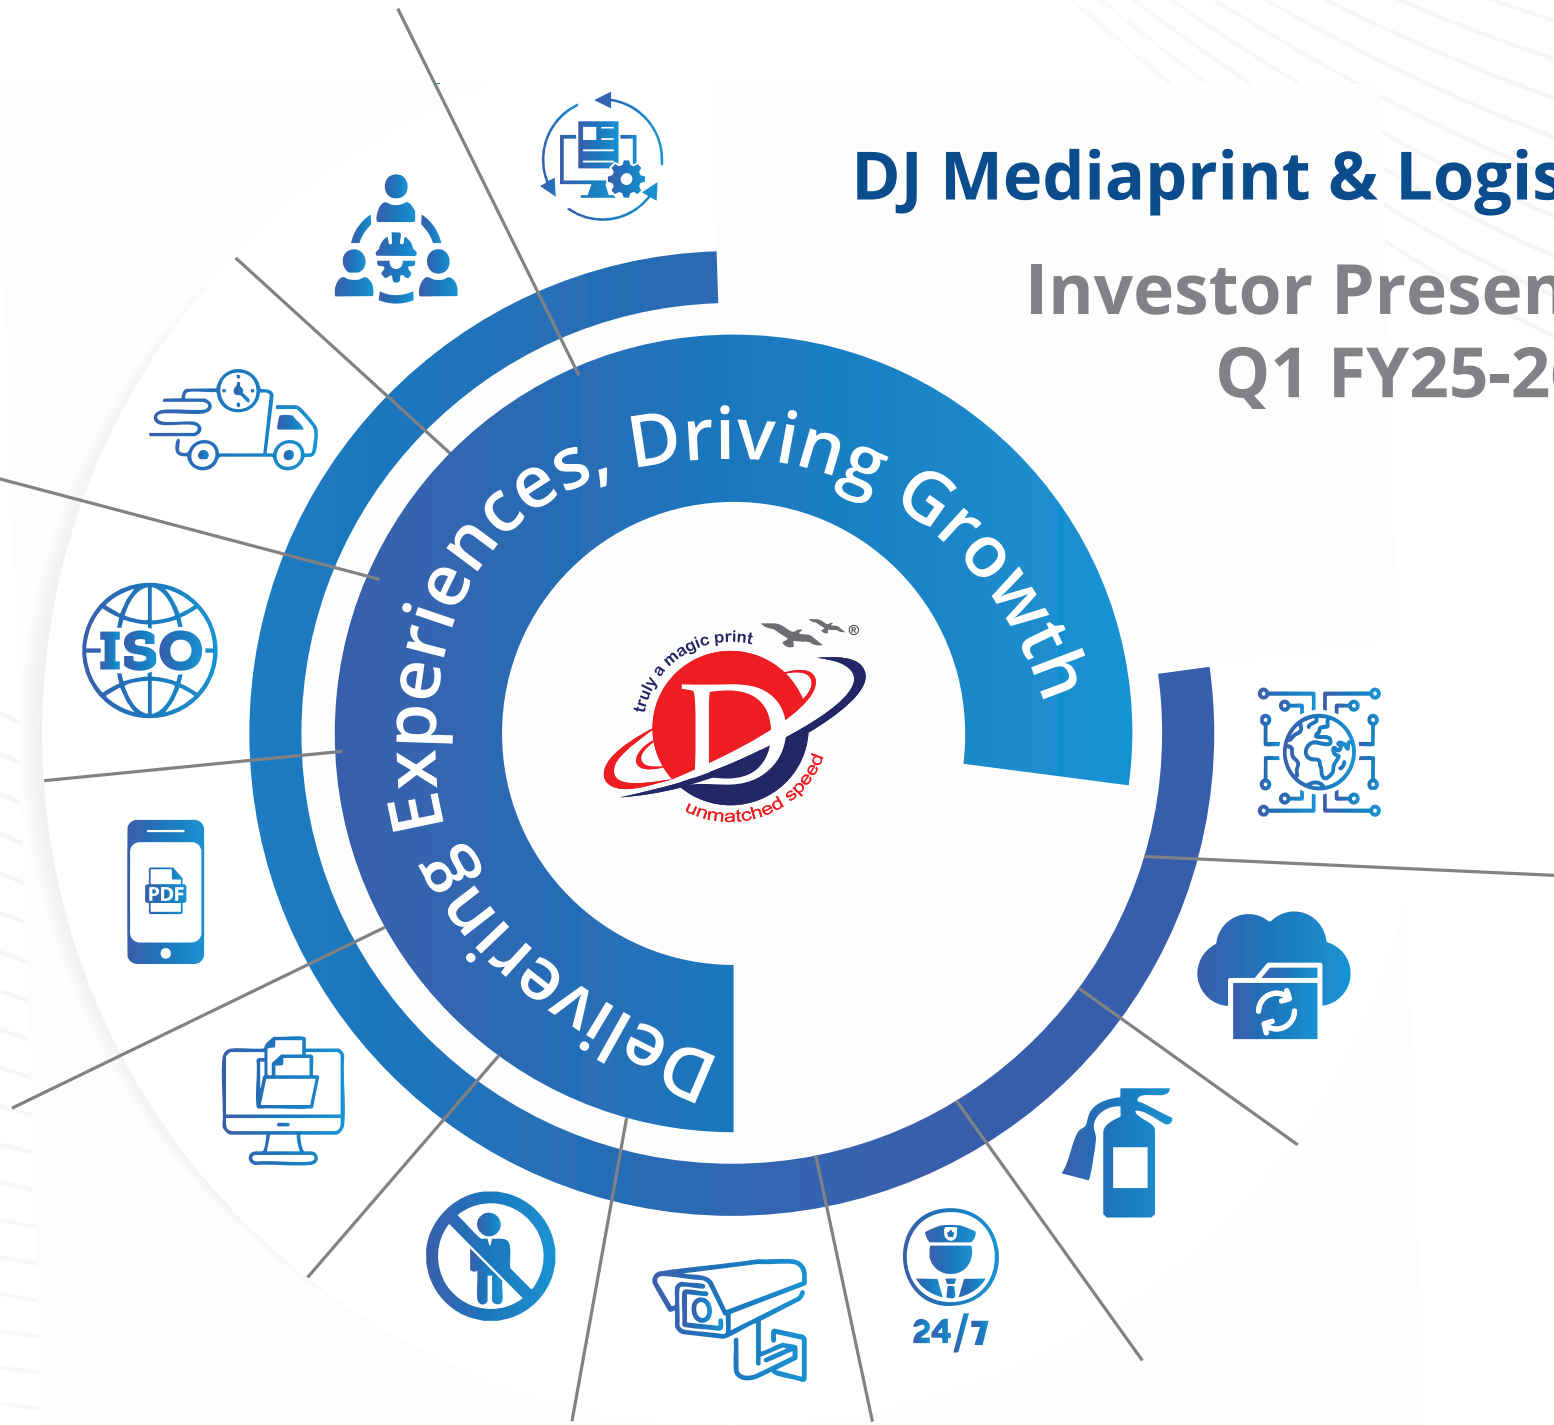 DJ Mediaprint & Logis
Investor Presen
Q1 FY25-2
Delivering Experiences, Driving Growth
truly a magic print
®
D
unmatched speed
ISO
PDF
24/7